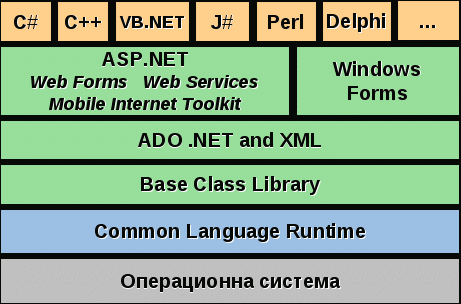 C# C++ VB.NET J# Perl Delphi ...
ASP.NET
Web Forms Web Services
Mobile Internet Toolkit
Windows
Forms
ADO .NET and XML
Base Class Library
Common Language Runtime
Операционна система